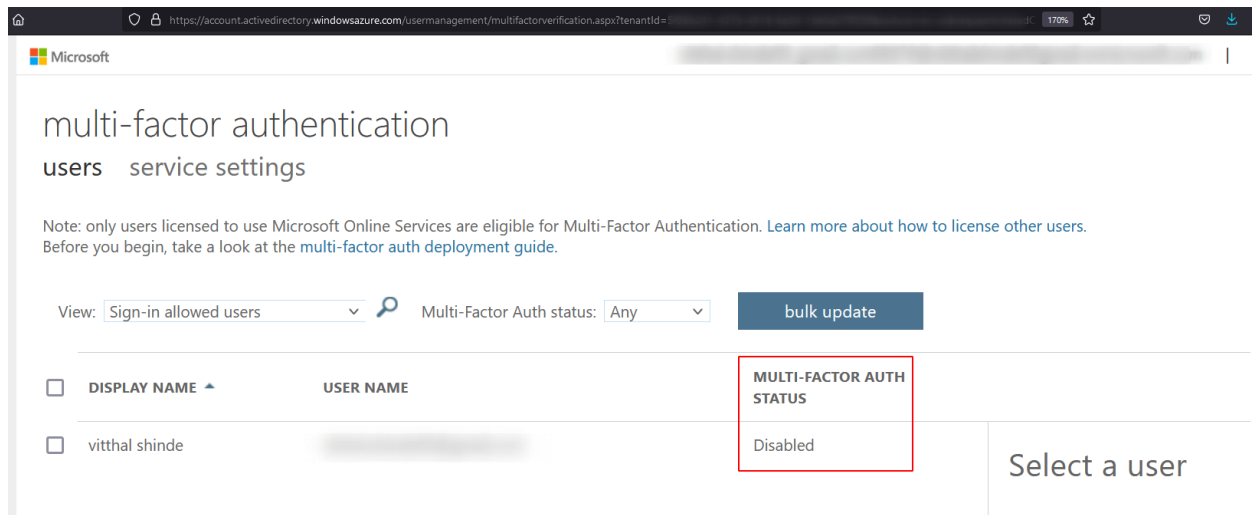 https://account.activedirectory.windowsazure.com/usermanagement/multifactorverification.aspx?tenantId=
170%
Microsoft
multi-factor authentication
users service settings
Note: only users licensed to use Microsoft Online Services are eligible for Multi-Factor Authentication. Learn more about how to license other users.
Before you begin, take a look at the multi-factor auth deployment guide.
View: Sign-in allowed users Multi-Factor Auth status: Any bulk update
DISPLAY NAME USER NAME MULTI-FACTOR AUTH
STATUS
vitthal shinde Disabled
Select a user